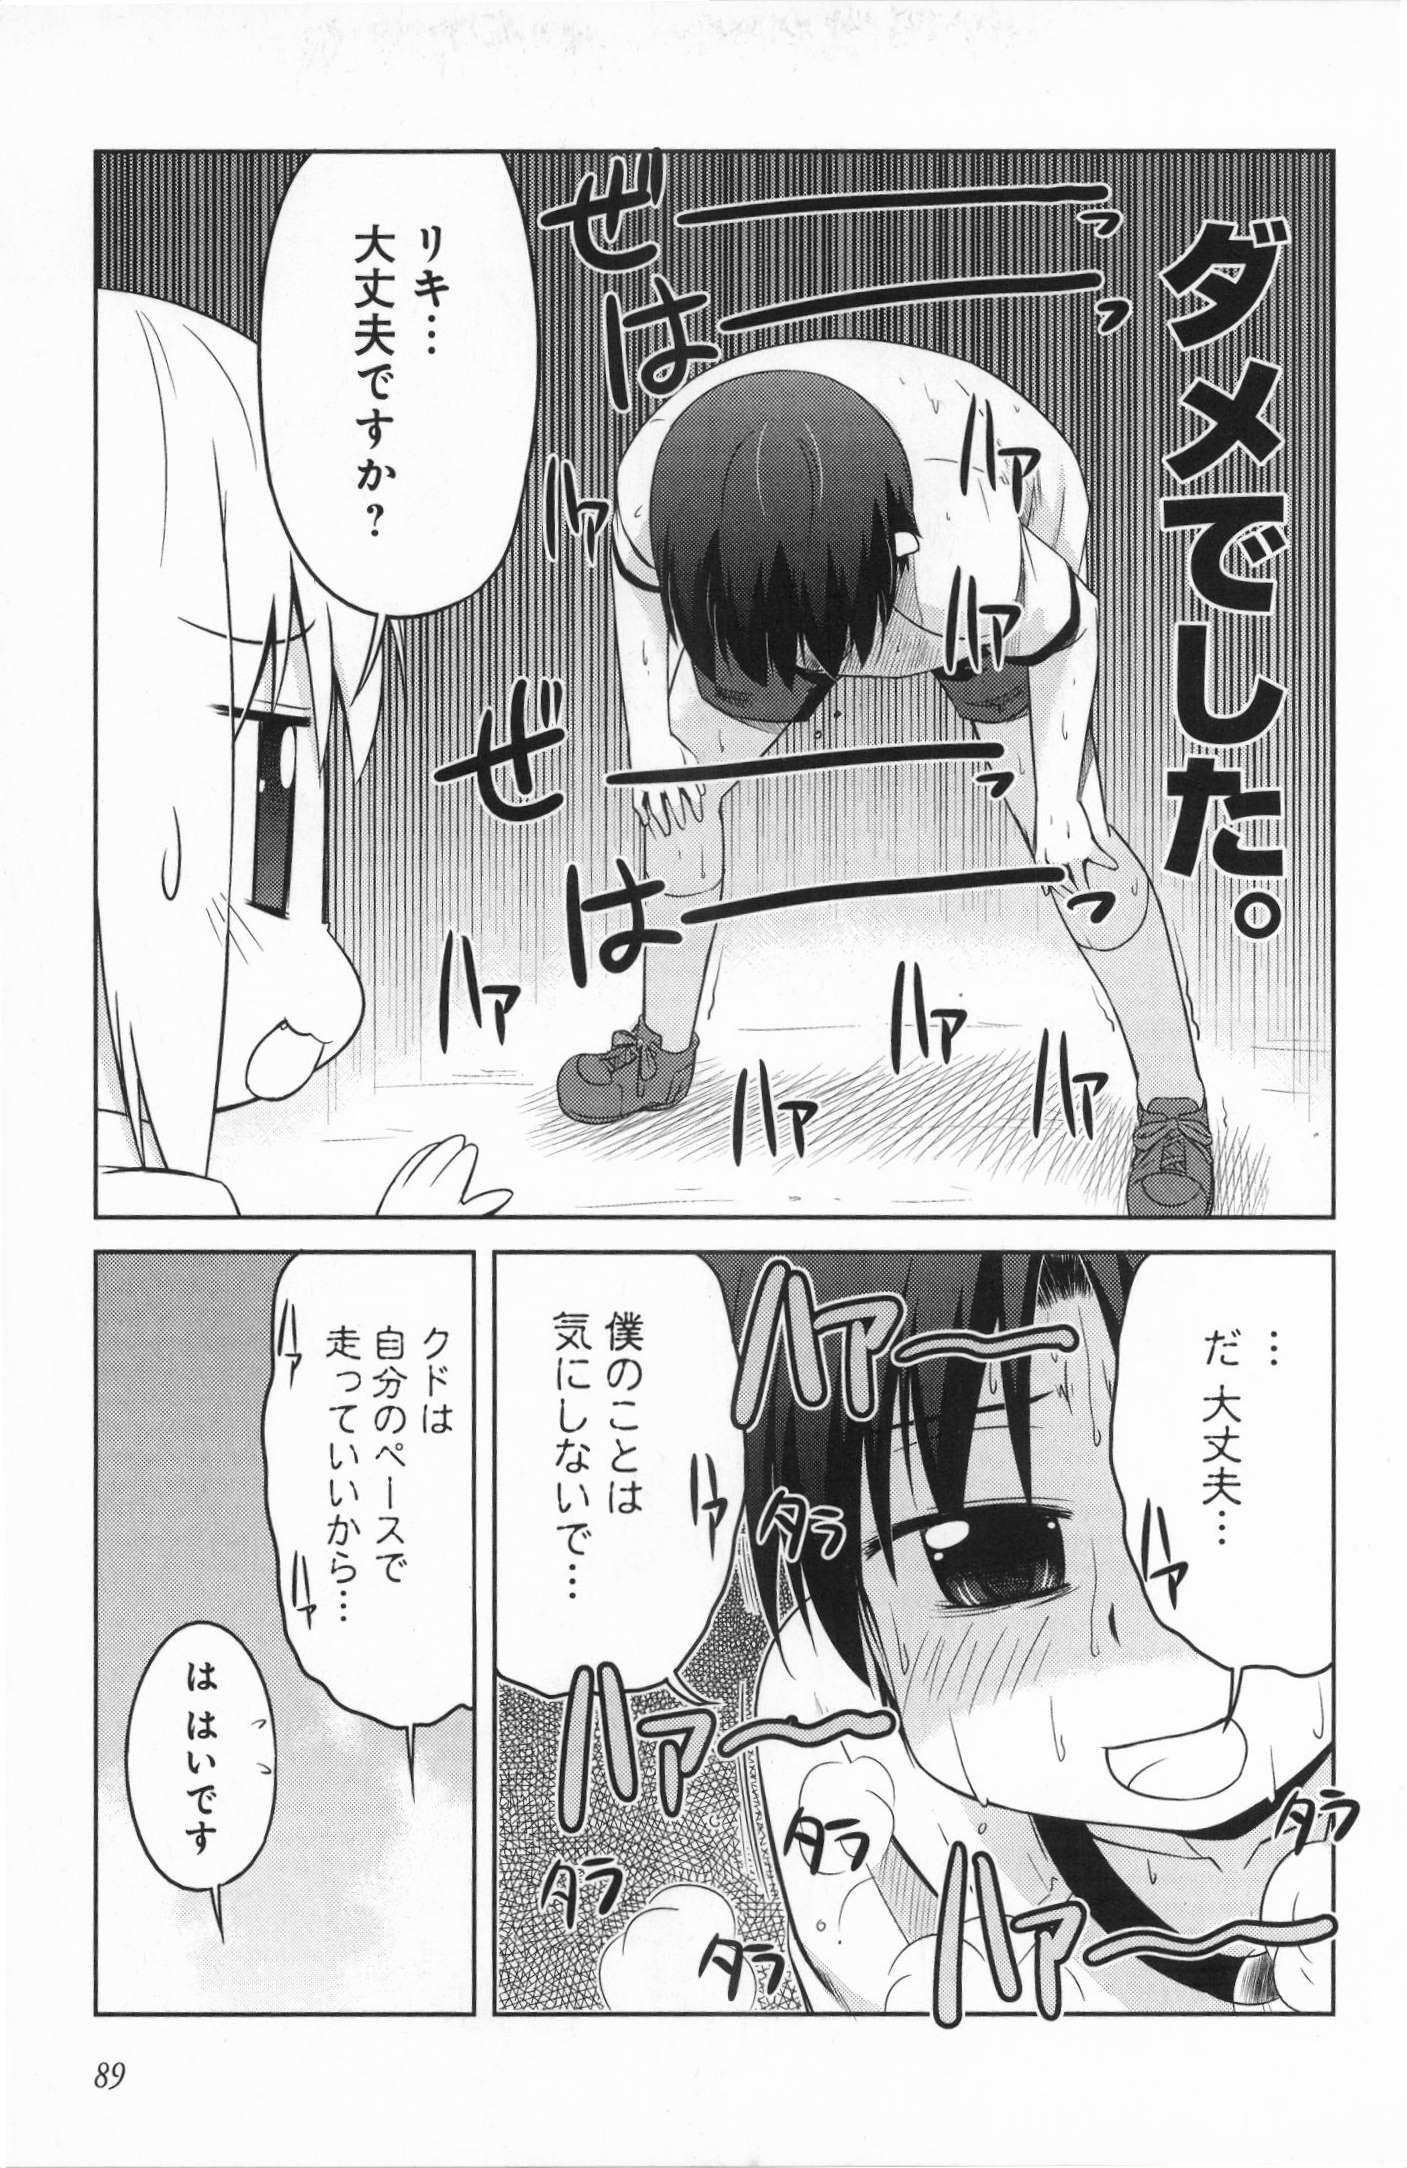 ダメでした。
ぜーっ
はーっ
ハァ
ハァ
ハァ
リキ…
大丈夫ですか？
ぜーっ
はーっ
ハァ
ハァ
ハァ
ハァ
…
だ 大丈夫…
ハァ
ハァー
ハァ
僕のことは
気にしないで…
タラ
ハァー
タラ
タラ
タラ
ハァー
タラ
クドは
自分のペースで
走っていいから…
ハァ
ハァ
は はいです
89